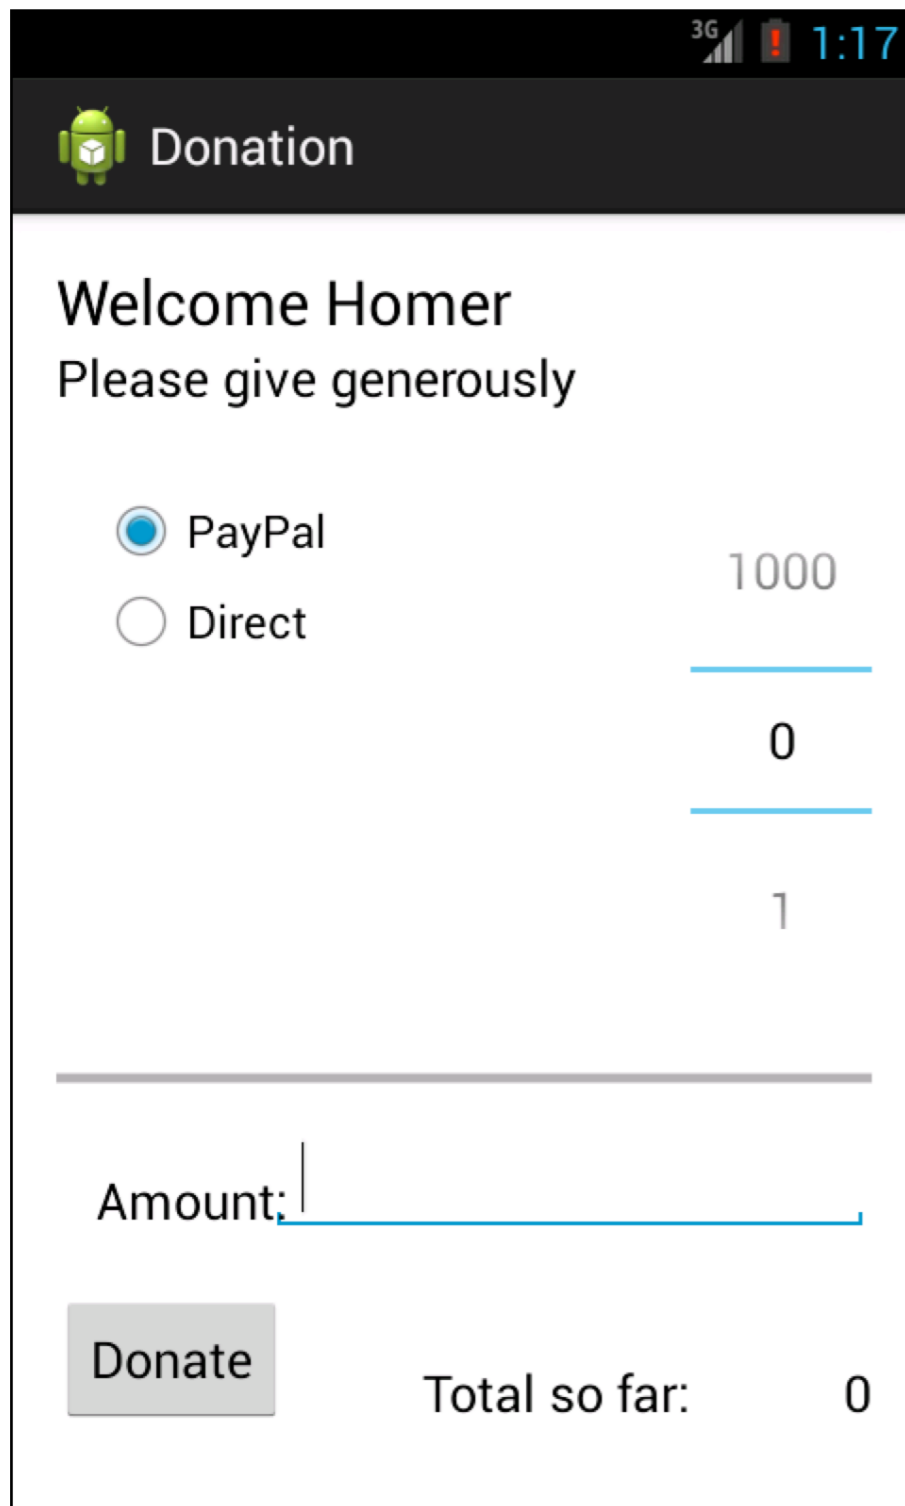 3G 1:17
Donation
Welcome Homer
Please give generously
PayPal
Direct
1000
0
1
Amount:
Donate
Total so far: 0